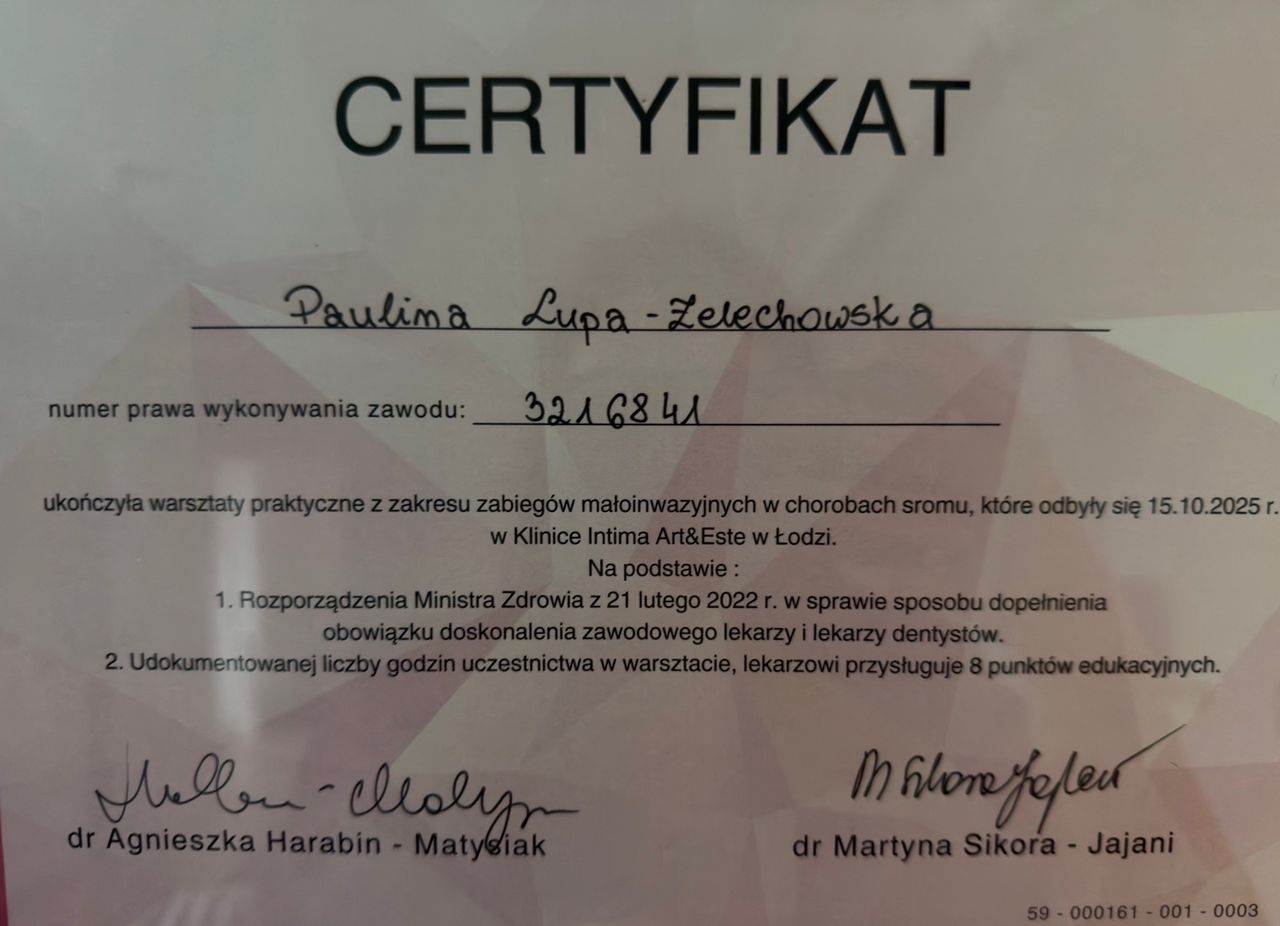 CERTYFIKAT
Paulina Lupa-Zelechowska
numer prawa wykonywania zawodu: 3216841
ukończyła warsztaty praktyczne z zakresu zabiegów małoinwazyjnych w chorobach sromu, które odbyły się 15.10.2025 r.
w Klinice Intima Art&Este w Łodzi.
Na podstawie :
1. Rozporządzenia Ministra Zdrowia z 21 lutego 2022 r. w sprawie sposobu dopełnienia
obowiązku doskonalenia zawodowego lekarzy i lekarzy dentystów.
2. Udokumentowanej liczby godzin uczestnictwa w warsztacie, lekarzowi przysługuje 8 punktów edukacyjnych.
dr Agnieszka Harabin - Matysiak
dr Martyna Sikora - Jajani
59 - 000161 - 001 - 0003